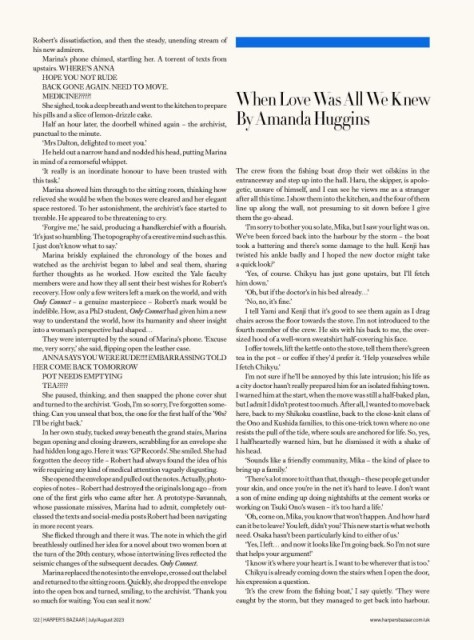 Robert's dissatisfaction, and then the steady, unending stream of
his new admirers.
Marina's phone chimed, startling her. A torrent of texts from
upstairs. WHERE'S ANNA
HOPE YOU NOT RUDE
BACK GONE AGAIN. NEED TO MOVE.
MEDICINE??!!!
She sighed, took a deep breath and went to the kitchen to prepare
his pills and a slice of lemon-drizzle cake.
Half an hour later, the doorbell whined again – the archivist,
punctual to the minute.
'Mrs Dalton, delighted to meet you.'
He held out a narrow hand and nodded his head, putting Marina
in mind of a remorseful whippet.
'It really is an inordinate honour to have been trusted with
this task.'
Marina showed him through to the sitting room, thinking how
relieved she would be when the boxes were cleared and her elegant
space restored. To her astonishment, the archivist's face started to
tremble. He appeared to be threatening to cry.
'Forgive me,' he said, producing a handkerchief with a flourish.
'It's just so humbling. The topography of a creative mind such as this.
I just don't know what to say.'
Marina briskly explained the chronology of the boxes and
watched as the archivist began to label and seal them, sharing
further thoughts as he worked. How excited the Yale faculty
members were and how they all sent their best wishes for Robert's
recovery. How only a few writers left a mark on the world, and with
Only Connect – a genuine masterpiece – Robert's mark would be
indelible. How, as a PhD student, Only Connect had given him a new
way to understand the world, how its humanity and sheer insight
into a woman's perspective had shaped…
They were interrupted by the sound of Marina's phone. 'Excuse
me, very sorry,' she said, flipping open the leather case.
ANNA SAYS YOU WERE RUDE!!!! EMBARRASSING TOLD
HER COME BACK TOMORROW
POT NEEDS EMPTYING
TEA!????
She paused, thinking, and then snapped the phone cover shut
and turned to the archivist. 'Gosh, I'm so sorry, I've forgotten some-
thing. Can you unseal that box, the one for the first half of the '90s?
I'll be right back.'
In her own study, tucked away beneath the grand stairs, Marina
began opening and closing drawers, scrabbling for an envelope she
had hidden long ago. Here it was: 'GP Records'. She smiled. She had
forgotten the decoy title – Robert had always found the idea of his
wife requiring any kind of medical attention vaguely disgusting.
She opened the envelope and pulled out the notes. Actually, photo-
copies of notes – Robert had destroyed the originals long ago – from
one of the first girls who came after her. A prototype-Savannah,
whose passionate missives, Marina had to admit, completely out-
classed the texts and social-media posts Robert had been navigating
in more recent years.
She flicked through and there it was. The note in which the girl
breathlessly outlined her idea for a novel about two women born at
the turn of the 20th century, whose intertwining lives reflected the
seismic changes of the subsequent decades. Only Connect.
Marina replaced the notes into the envelope, crossed out the label
and returned to the sitting room. Quickly, she dropped the envelope
into the open box and turned, smiling, to the archivist. 'Thank you
so much for waiting. You can seal it now.'
122 | HARPER'S BAZAAR | July/August 2023
When Love Was All We Knew
By Amanda Huggins
The crew from the fishing boat drop their wet oilskins in the
entranceway and step up into the hall. Haru, the skipper, is apolo-
getic, unsure of himself, and I can see he views me as a stranger
after all this time. I show them into the kitchen, and the four of them
line up along the wall, not presuming to sit down before I give
them the go-ahead.
'I'm sorry to bother you so late, Mika, but I saw your light was on.
We've been forced back into the harbour by the storm – the boat
took a battering and there's some damage to the hull. Kenji has
twisted his ankle badly and I hoped the new doctor might take
a quick look?'
'Yes, of course. Chikyu has just gone upstairs, but I'll fetch
him down.'
'Oh, but if the doctor's in his bed already…'
'No, no, it's fine.'
I tell Yami and Kenji that it's good to see them again as I drag
chairs across the floor towards the stove. I'm not introduced to the
fourth member of the crew. He sits with his back to me, the over-
sized hood of a well-worn sweatshirt half-covering his face.
I offer towels, lift the kettle onto the stove, tell them there's green
tea in the pot – or coffee if they'd prefer it. 'Help yourselves while
I fetch Chikyu.'
I'm not sure if he'll be annoyed by this late intrusion; his life as
a city doctor hasn't really prepared him for an isolated fishing town.
I warned him at the start, when the move was still a half-baked plan,
but I admit I didn't protest too much. After all, I wanted to move back
here, back to my Shikoku coastline, back to the close-knit clans of
the Ono and Kushida families, to this one-trick town where no one
resists the pull of the tide, where souls are anchored for life. So, yes,
I halfheartedly warned him, but he dismissed it with a shake of
his head.
'Sounds like a friendly community, Mika – the kind of place to
bring up a family.'
'There's a lot more to it than that, though – these people get under
your skin, and once you're in the net it's hard to leave. I don't want
a son of mine ending up doing nightshifts at the cement works or
working on Tsuki Ono's wasen – it's too hard a life.'
'Oh, come on, Mika, you know that won't happen. And how hard
can it be to leave? You left, didn't you? This new start is what we both
need. Osaka hasn't been particularly kind to either of us.'
'Yes, I left… and now it looks like I'm going back. So I'm not sure
that helps your argument!'
'I know it's where your heart is. I want to be wherever that is too.'
Chikyu is already coming down the stairs when I open the door,
his expression a question.
'It's the crew from the fishing boat,' I say quietly. 'They were
caught by the storm, but they managed to get back into harbour.
www.harpersbazaar.com/uk